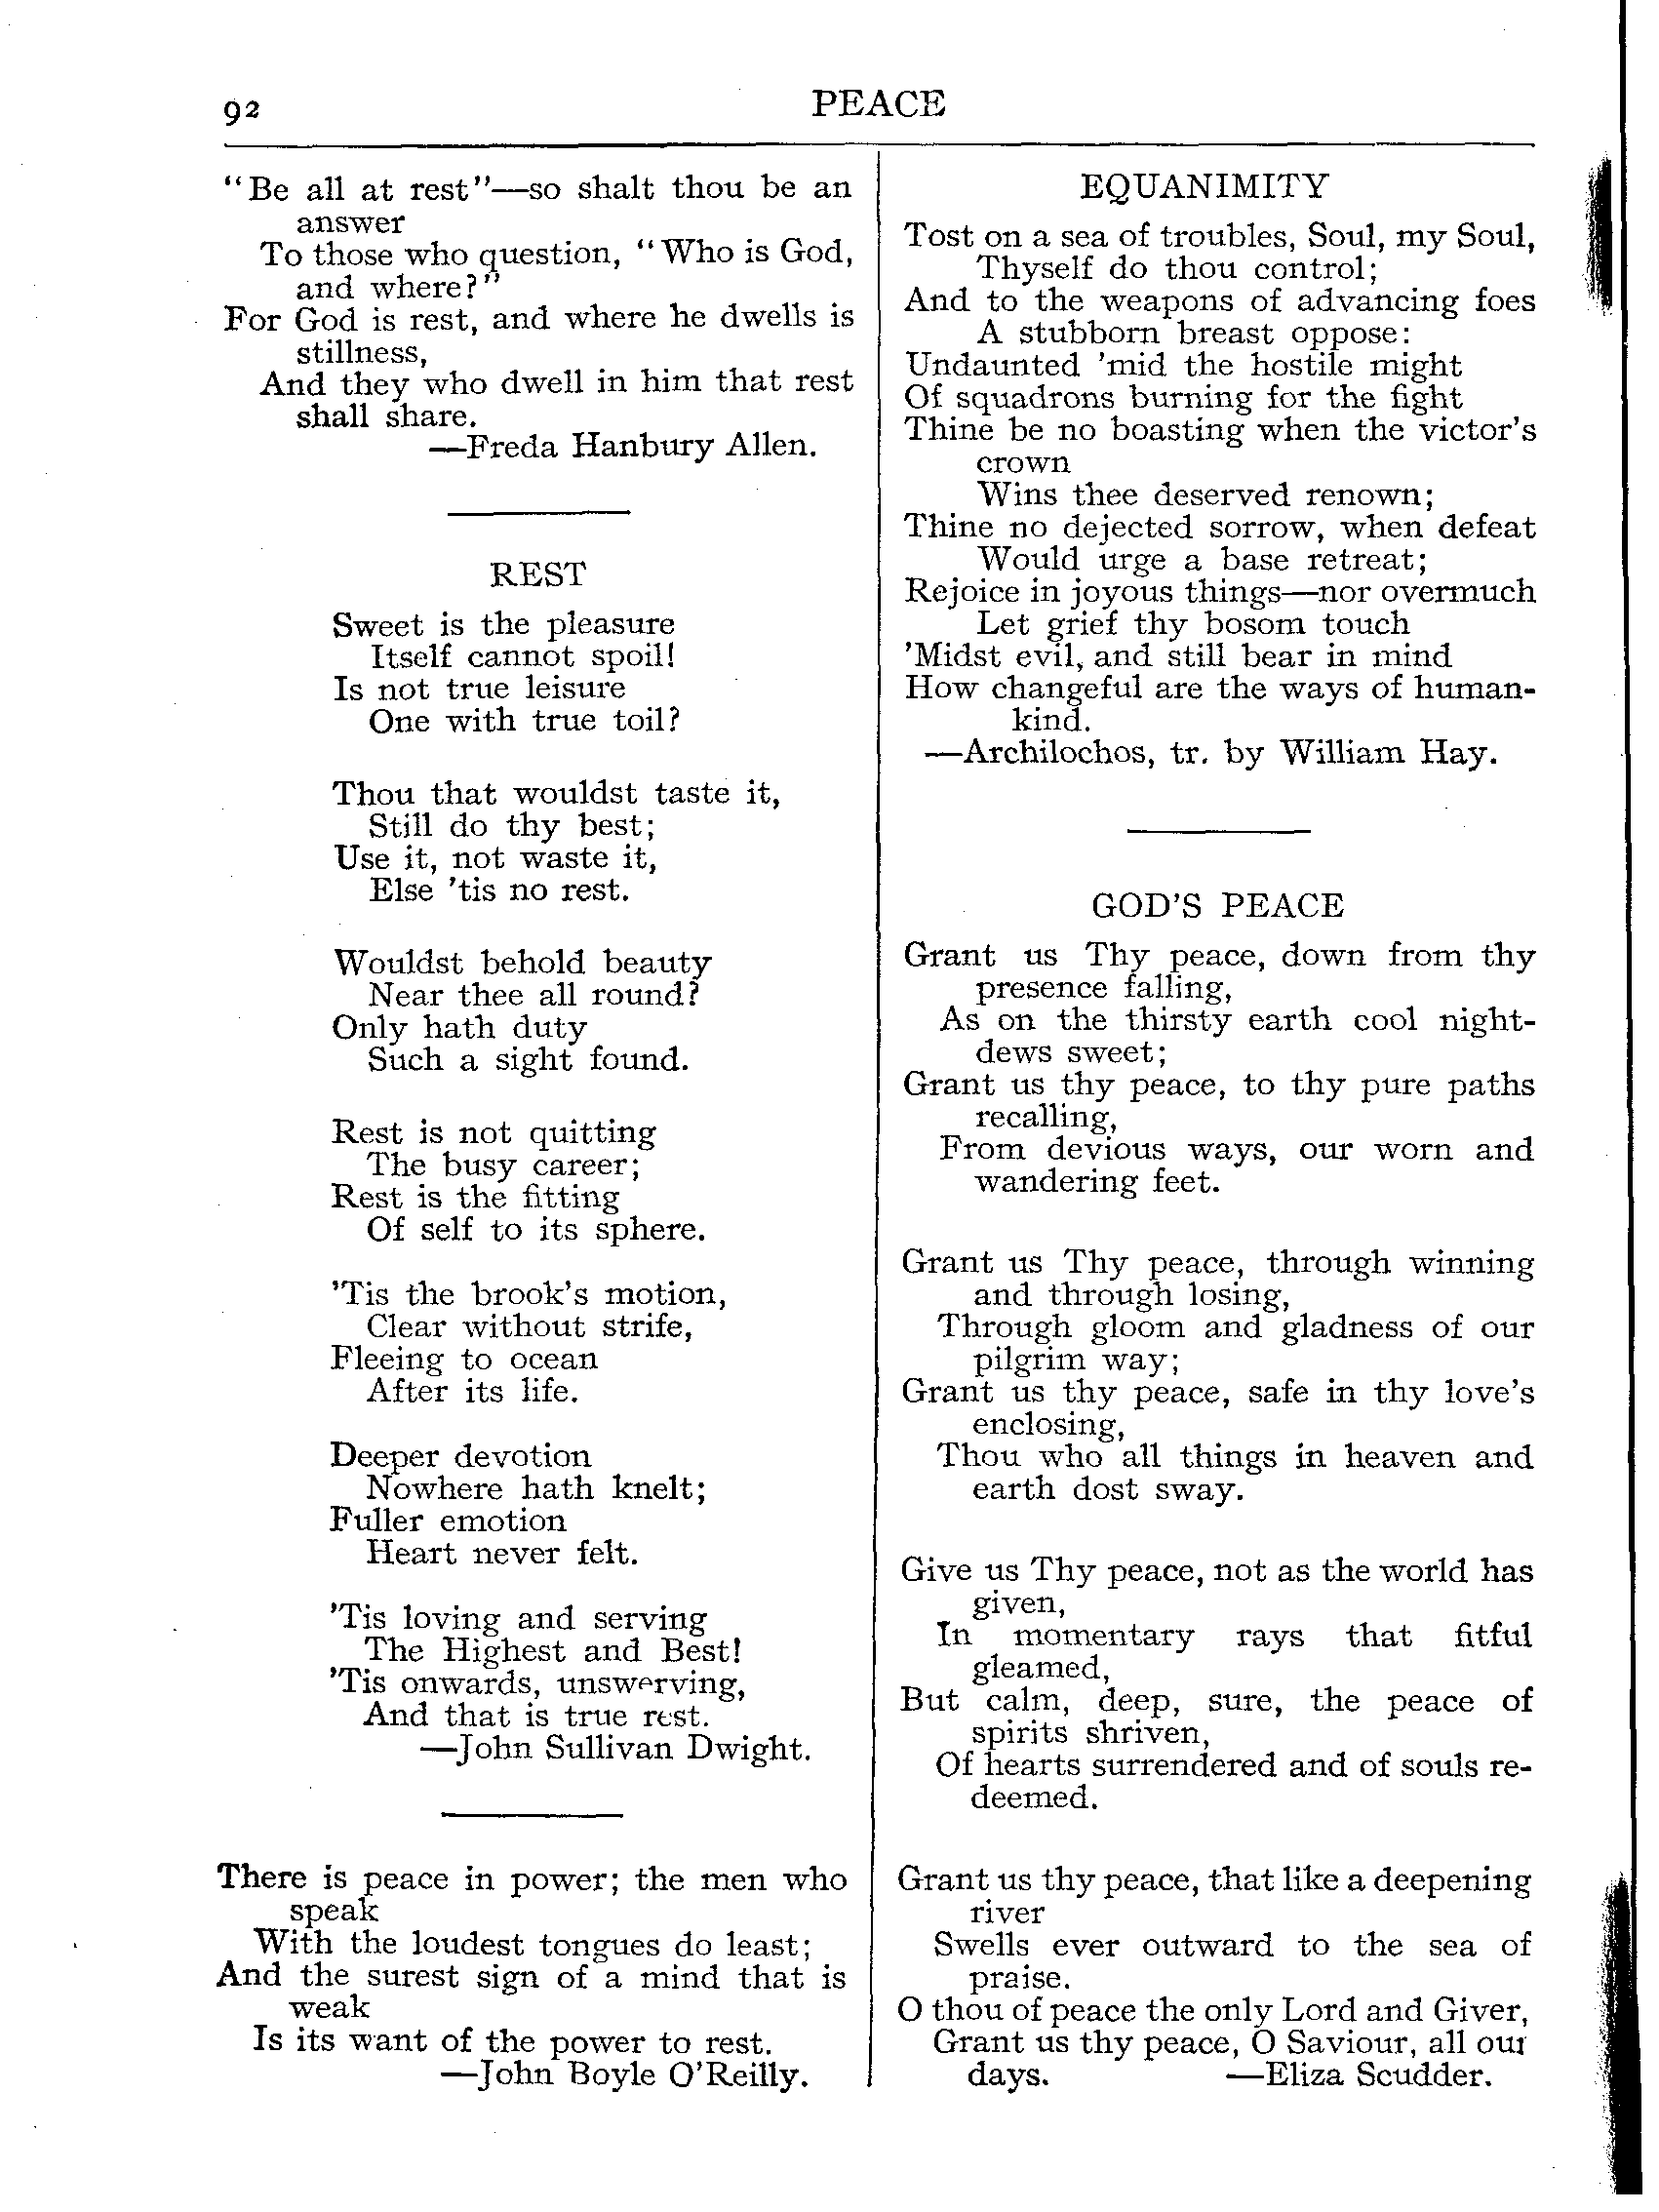 92
PEACE
"Be all at rest"—so shalt thou be an
answer
To those who question, "Who is God,
and where?"
For God is rest, and where he dwells is
stillness,
And they who dwell in him that rest
shall share.
—Freda Hanbury Allen.
REST
Sweet is the pleasure
Itself cannot spoil!
Is not true leisure
One with true toil?
Thou that wouldst taste it,
Still do thy best;
Use it, not waste it,
Else 'tis no rest.
Wouldst behold beauty
Near thee all round?
Only hath duty
Such a sight found.
Rest is not quitting
The busy career;
Rest is the fitting
Of self to its sphere.
'Tis the brook's motion,
Clear without strife,
Fleeing to ocean
After its life.
Deeper devotion
Nowhere hath knelt;
Fuller emotion
Heart never felt.
'Tis loving and serving
The Highest and Best!
'Tis onwards, unswerving,
And that is true rest.
—John Sullivan Dwight.
There is peace in power; the men who
speak
With the loudest tongues do least;
And the surest sign of a mind that is
weak
Is its want of the power to rest.
—John Boyle O'Reilly.
EQUANIMITY
Tost on a sea of troubles, Soul, my Soul,
Thyself do thou control;
And to the weapons of advancing foes
A stubborn breast oppose:
Undaunted 'mid the hostile might
Of squadrons burning for the fight
Thine be no boasting when the victor's
crown
Wins thee deserved renown;
Thine no dejected sorrow, when defeat
Would urge a base retreat;
Rejoice in joyous things—nor overmuch
Let grief thy bosom touch
'Midst evil, and still bear in mind
How changeful are the ways of human-
kind.
—Archilochos, tr. by William Hay.
GOD'S PEACE
Grant us Thy peace, down from thy
presence falling,
As on the thirsty earth cool night-
dews sweet;
Grant us thy peace, to thy pure paths
recalling,
From devious ways, our worn and
wandering feet.
Grant us Thy peace, through winning
and through losing,
Through gloom and gladness of our
pilgrim way;
Grant us thy peace, safe in thy love's
enclosing,
Thou who all things in heaven and
earth dost sway.
Give us Thy peace, not as the world has
given,
In momentary rays that fitful
gleamed,
But calm, deep, sure, the peace of
spirits shriven,
Of hearts surrendered and of souls re-
deemed.
Grant us thy peace, that like a deepening
river
Swells ever outward to the sea of
praise.
O thou of peace the only Lord and Giver,
Grant us thy peace, O Saviour, all our
days. —Eliza Scudder.